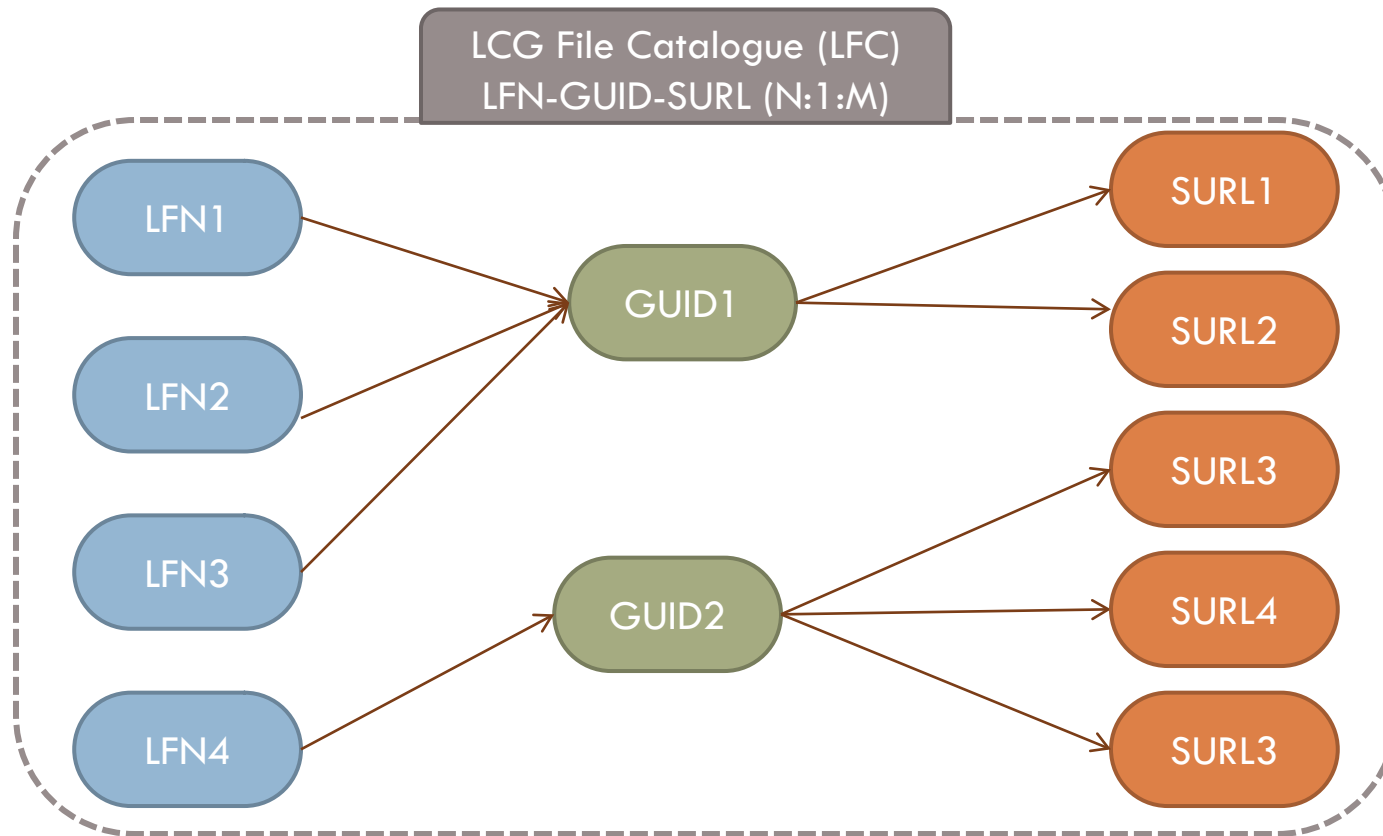 LCG File Catalogue (LFC)
LFN-GUID-SURL (N:1:M)
LFN1
LFN2
LFN3
LFN4
GUID1
GUID2
SURL1
SURL2
SURL3
SURL4
SURL3